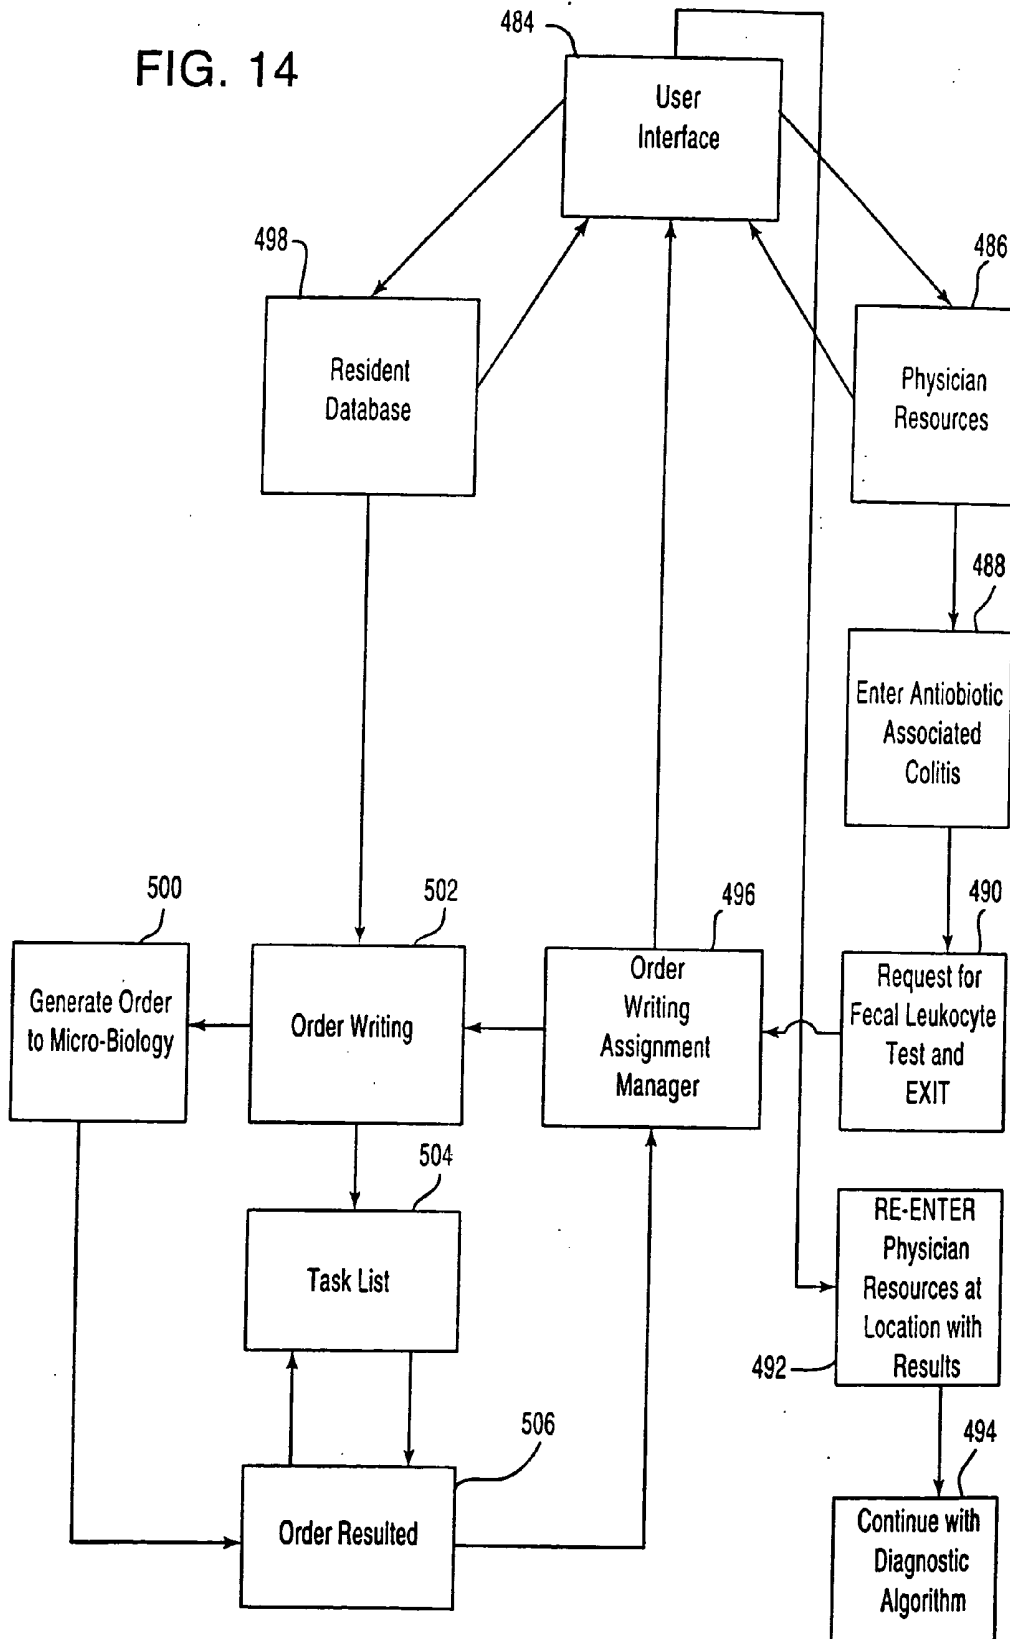 FIG. 14
484
User
Interface
498
Resident
Database
486
Physician
Resources
488
Enter Antiobiotic
Associated
Colitis
500
Generate Order
to Micro-Biology
502
Order Writing
496
Order
Writing
Assignment
Manager
490
Request for
Fecal Leukocyte
Test and
EXIT
504
Task List
RE-ENTER
Physician
Resources at
Location with
Results
492
506
Order Resulted
494
Continue with
Diagnostic
Algorithm